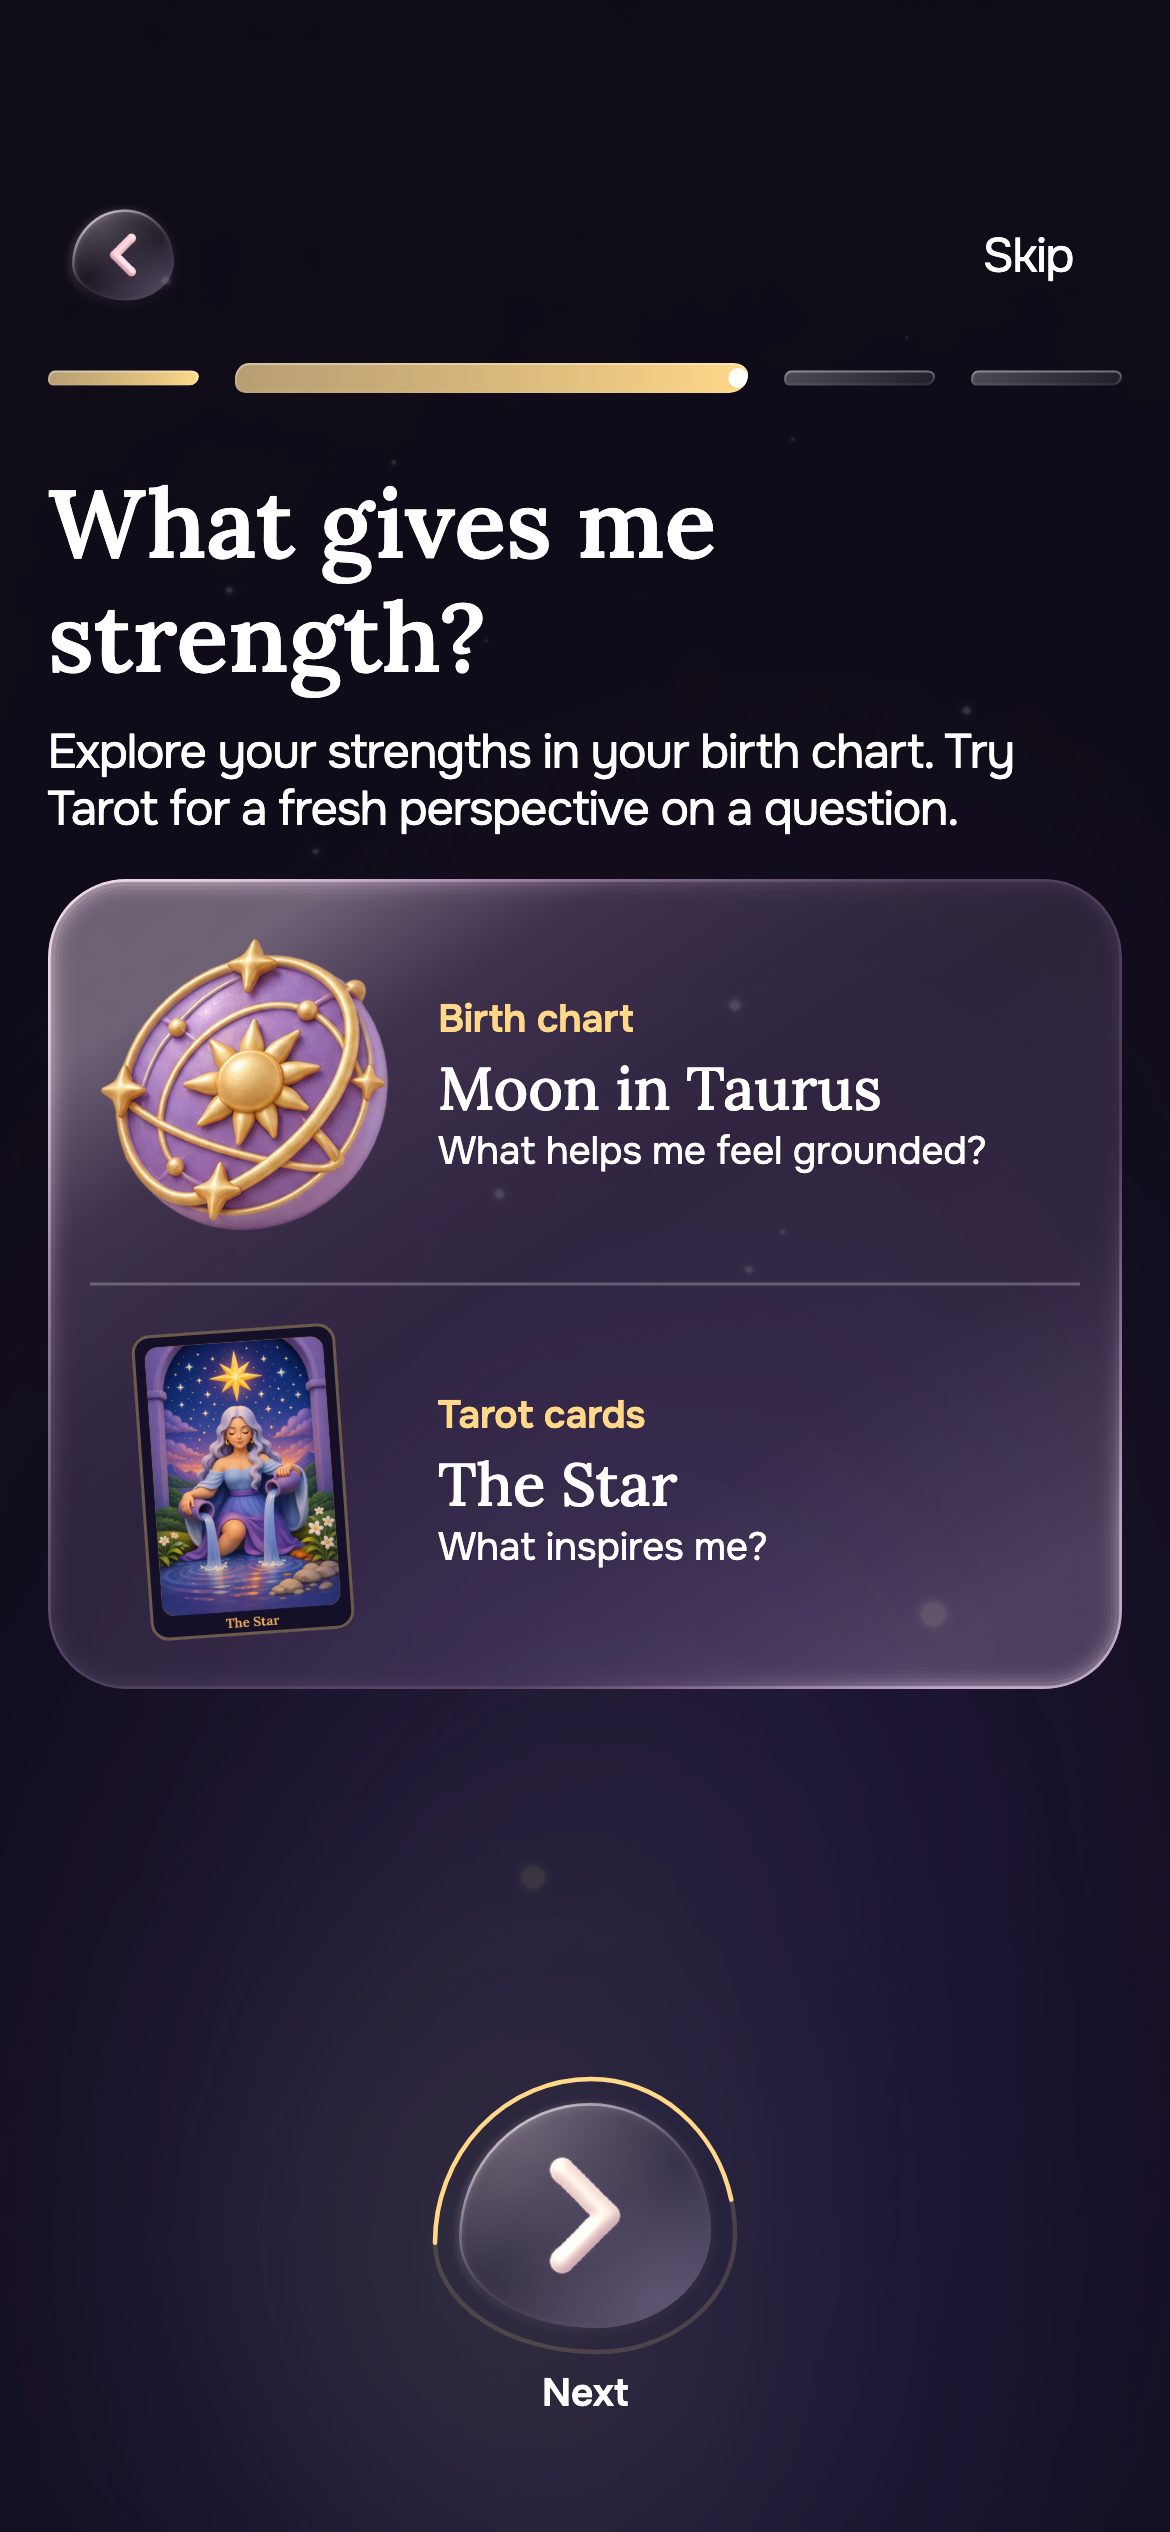 Skip
What gives me
strength?
Explore your strengths in your birth chart. Try
Tarot for a fresh perspective on a question.
Birth chart
Moon in Taurus
What helps me feel grounded?
Tarot cards
The Star
What inspires me?
The Star
Next